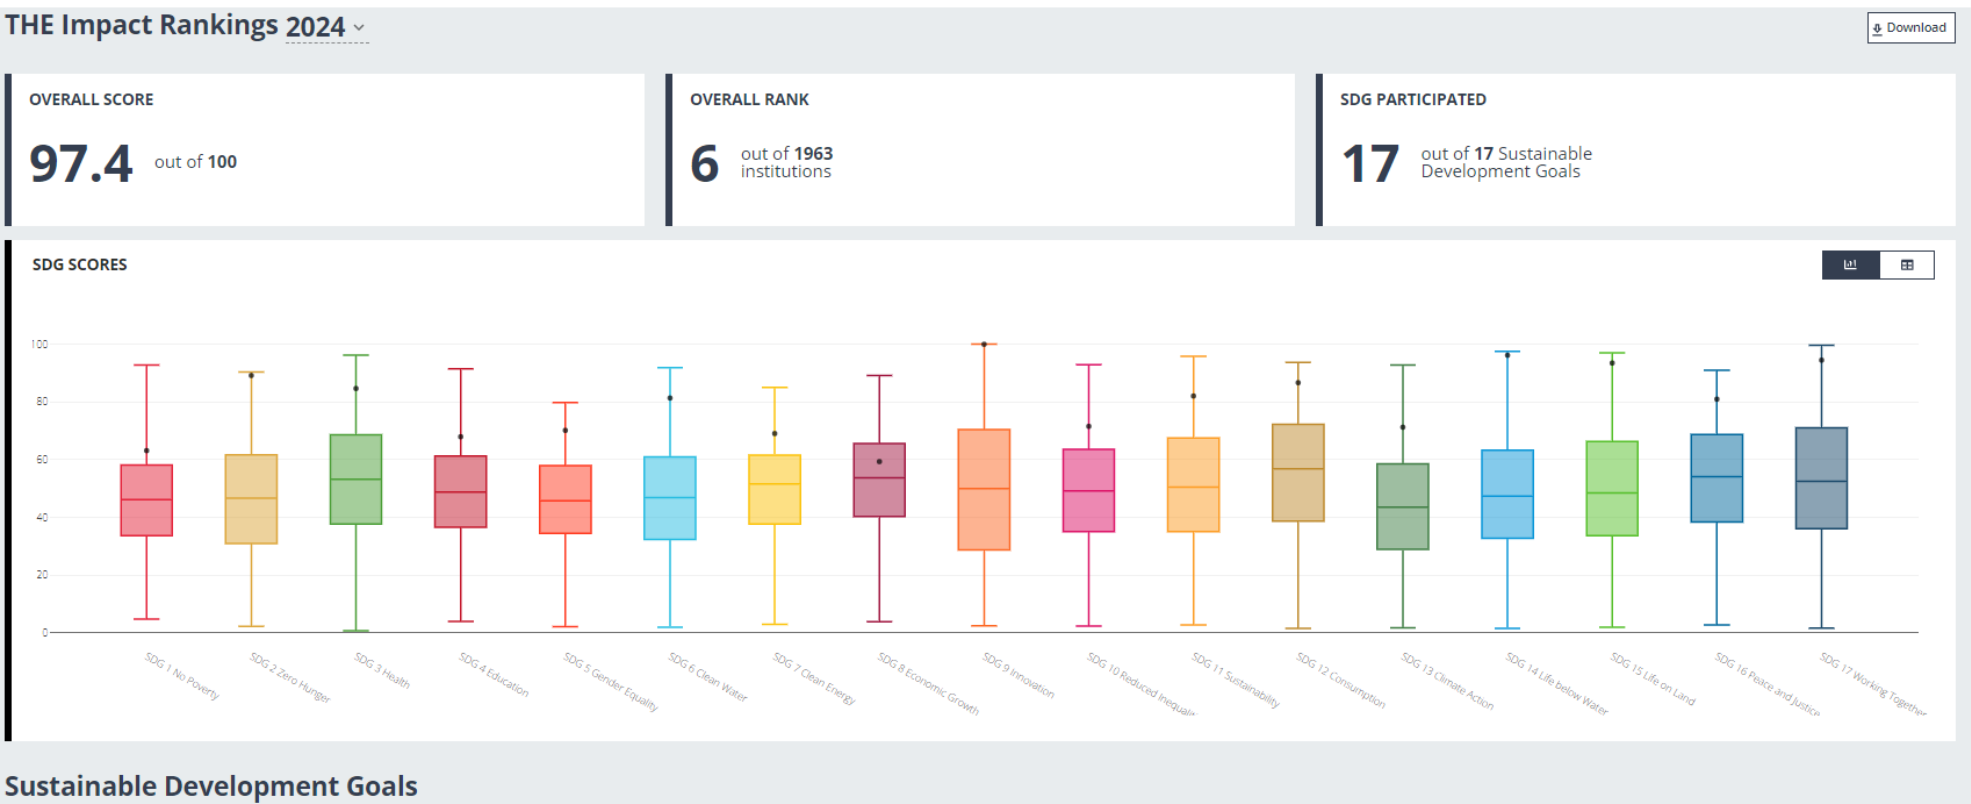 THE Impact Rankings 2024
Download
OVERALL SCORE
97.4 out of 100
OVERALL RANK
6 out of 1963
institutions
SDG PARTICIPATED
17 out of 17 Sustainable
Development Goals
SDG SCORES
100
80
60
40
20
0
SDG 1 No Poverty
SDG 2 Zero Hunger
SDG 3 Health
SDG 4 Education
SDG 5 Gender Equality
SDG 6 Clean Water
SDG 7 Clean Energy
SDG 8 Economic Growth
SDG 9 Innovation
SDG 10 Reduced Inequali
SDG 11 Sustainability
SDG 12 Consumption
SDG 13 Climate Action
SDG 14 Life below Water
SDG 15 Life on Land
SDG 16 Peace and Justice
SDG 17 Working Together
Sustainable Development Goals